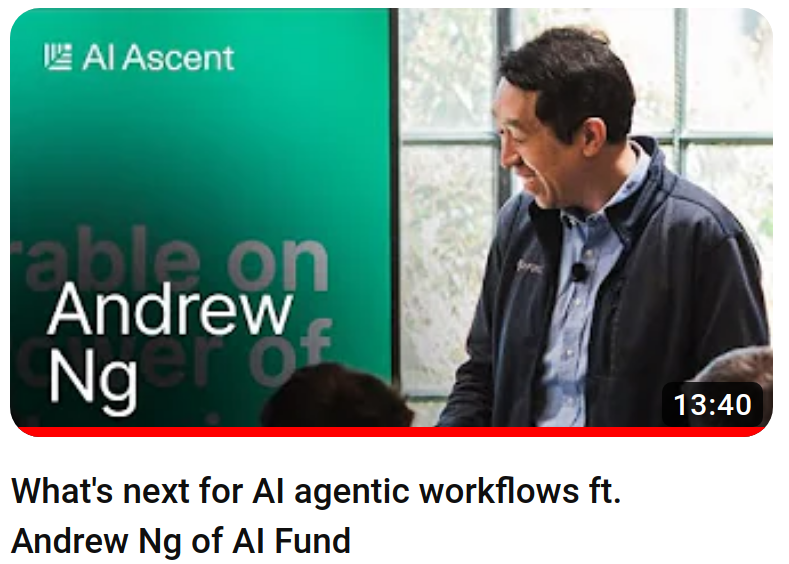 AI Ascent
rable on
Andrew
ower of
Ng
13:40
What's next for AI agentic workflows ft.
Andrew Ng of AI Fund